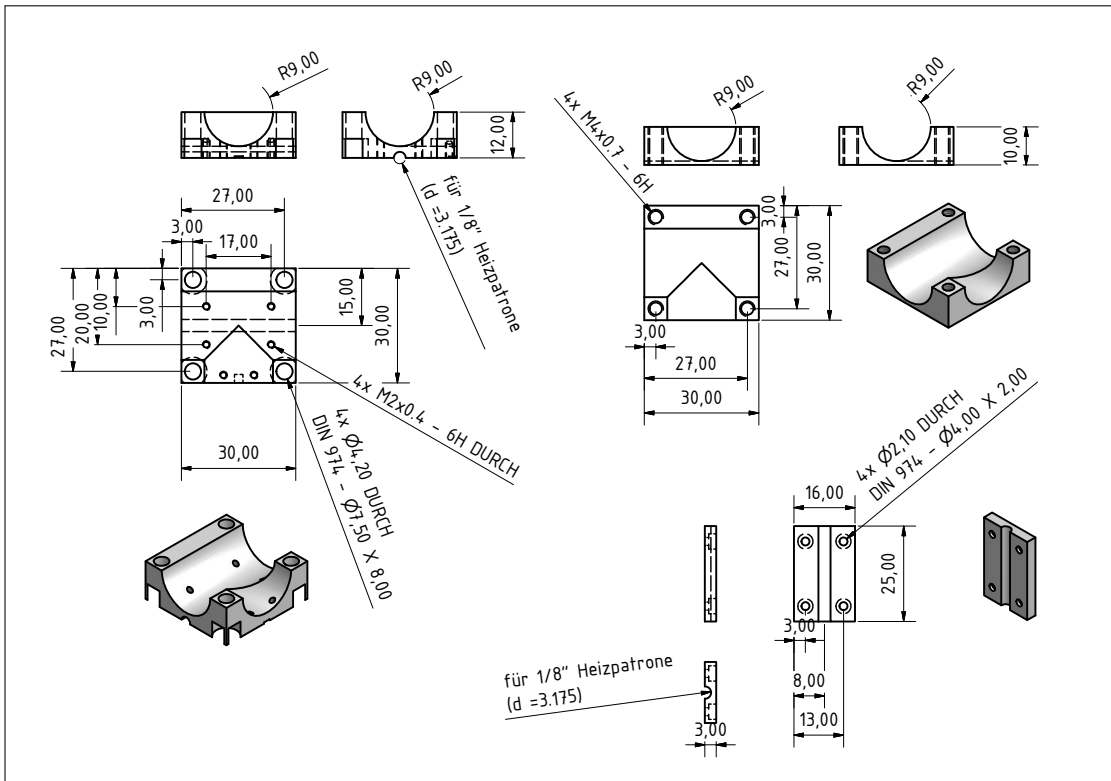 R9,00
R9,00
12,00
für 1/8" Heizpatrone
(d =3.175)
27,00
3,00
17,00
27,00
20,00
10,00
3,00
15,00
30,00
30,00
4x M2x0.4 - 6H DURCH
4x Ø4,20 DURCH
DIN 974 - Ø7,50 X 8,00
R9,00
R9,00
10,00
4x M4x0.7 - 6H
3,00
27,00
30,00
3,00
27,00
30,00
4x Ø2,10 DURCH
DIN 974 - Ø4,00 X 2,00
16,00
25,00
3,00
8,00
13,00
für 1/8" Heizpatrone
(d =3.175)
3,00